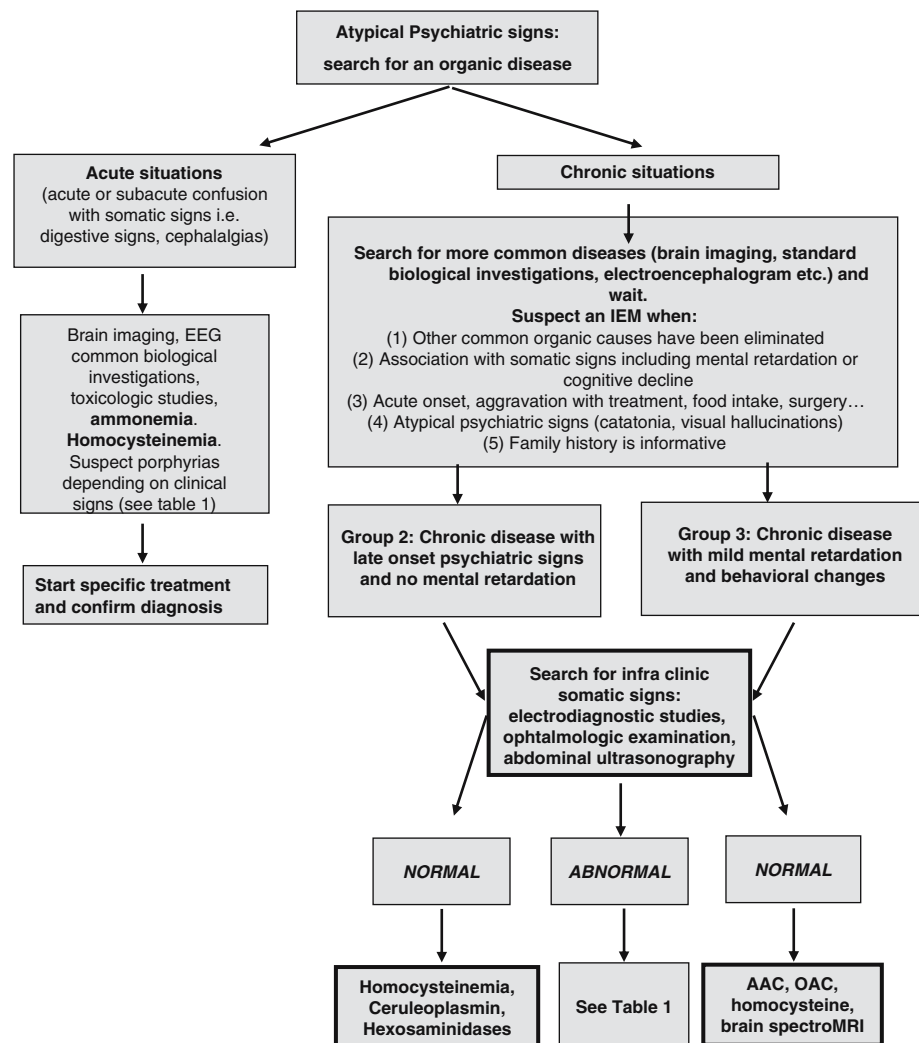 Atypical Psychiatric signs:
search for an organic disease
Acute situations
(acute or subacute confusion
with somatic signs i.e.
digestive signs, cephalalgias)
Chronic situations
Search for more common diseases (brain imaging, standard
biological investigations, electroencephalogram etc.) and
wait.
Suspect an IEM when:
(1) Other common organic causes have been eliminated
(2) Association with somatic signs including mental retardation or
cognitive decline
(3) Acute onset, aggravation with treatment, food intake, surgery…
(4) Atypical psychiatric signs (catatonia, visual hallucinations)
(5) Family history is informative
Brain imaging, EEG
common biological
investigations,
toxicologic studies,
ammonemia.
Homocysteinemia.
Suspect porphyrias
depending on clinical
signs (see table 1)
Start specific treatment
and confirm diagnosis
Group 2: Chronic disease with
late onset psychiatric signs
and no mental retardation
Group 3: Chronic disease
with mild mental retardation
and behavioral changes
Search for infra clinic
somatic signs:
electrodiagnostic studies,
ophtalmologic examination,
abdominal ultrasonography
NORMAL
ABNORMAL
NORMAL
Homocysteinemia,
Ceruleoplasmin,
Hexosaminidases
See Table 1
AAC, OAC,
homocysteine,
brain spectroMRI